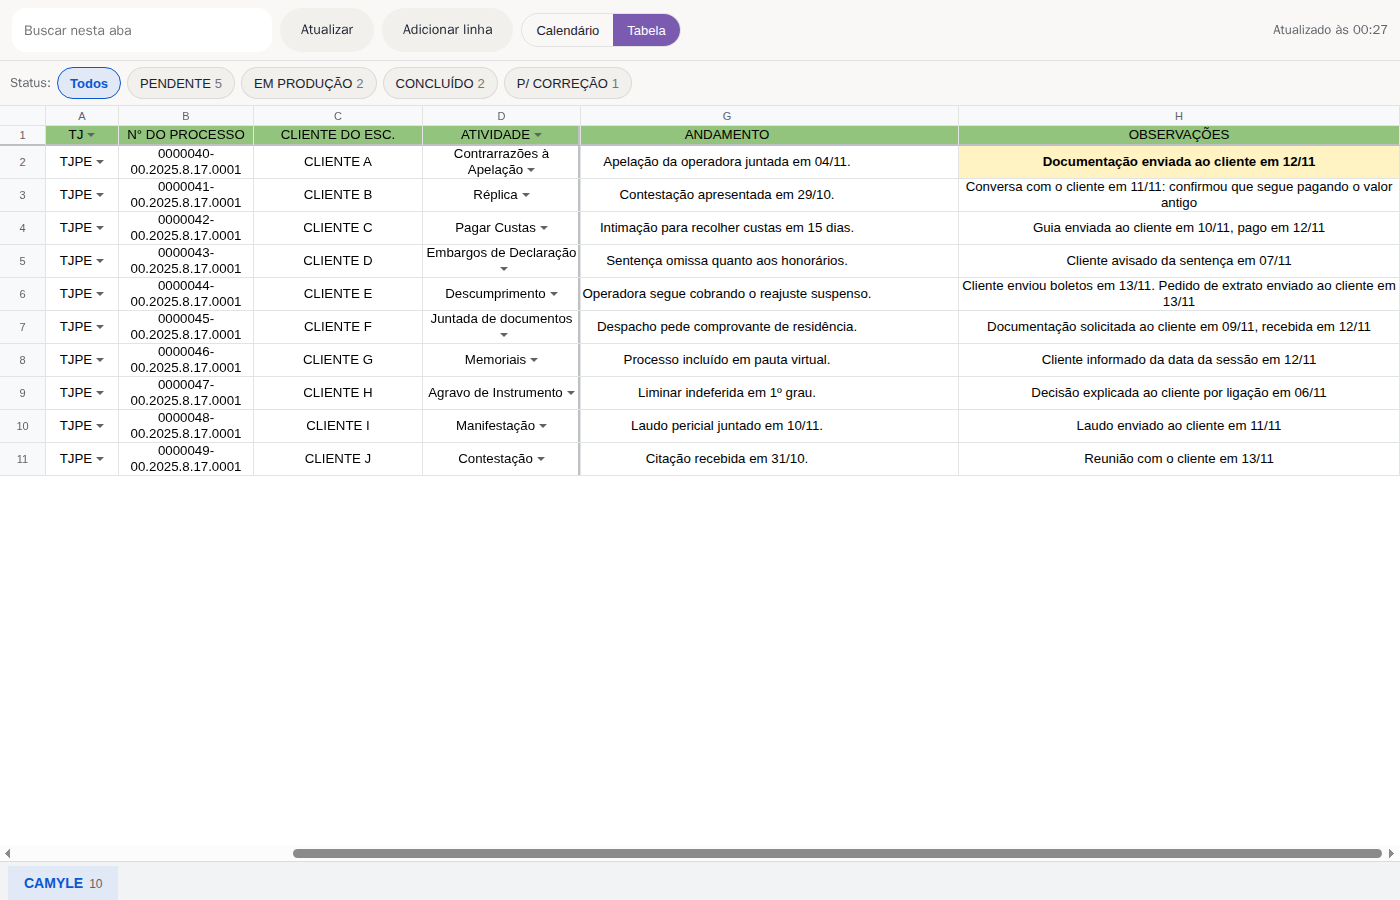 Buscar nesta aba
Atualizar
Adicionar linha
Calendário
Tabela
Atualizado às 00:27
Status:
Todos
PENDENTE 5
EM PRODUÇÃO 2
CONCLUÍDO 2
P/ CORREÇÃO 1
A B C D G H
1 TJ N° DO PROCESSO CLIENTE DO ESC. ATIVIDADE ANDAMENTO OBSERVAÇÕES
2 TJPE 0000040-
00.2025.8.17.0001 CLIENTE A Contrarrazões à
Apelação Apelação da operadora juntada em 04/11. Documentação enviada ao cliente em 12/11
3 TJPE 0000041-
00.2025.8.17.0001 CLIENTE B Réplica Contestação apresentada em 29/10. Conversa com o cliente em 11/11: confirmou que segue pagando o valor
antigo
4 TJPE 0000042-
00.2025.8.17.0001 CLIENTE C Pagar Custas Intimação para recolher custas em 15 dias. Guia enviada ao cliente em 10/11, pago em 12/11
5 TJPE 0000043-
00.2025.8.17.0001 CLIENTE D Embargos de Declaração Sentença omissa quanto aos honorários. Cliente avisado da sentença em 07/11
6 TJPE 0000044-
00.2025.8.17.0001 CLIENTE E Descumprimento Operadora segue cobrando o reajuste suspenso. Cliente enviou boletos em 13/11. Pedido de extrato enviado ao cliente em
13/11
7 TJPE 0000045-
00.2025.8.17.0001 CLIENTE F Juntada de documentos Despacho pede comprovante de residência. Documentação solicitada ao cliente em 09/11, recebida em 12/11
8 TJPE 0000046-
00.2025.8.17.0001 CLIENTE G Memoriais Processo incluído em pauta virtual. Cliente informado da data da sessão em 12/11
9 TJPE 0000047-
00.2025.8.17.0001 CLIENTE H Agravo de Instrumento Liminar indeferida em 1º grau. Decisão explicada ao cliente por ligação em 06/11
10 TJPE 0000048-
00.2025.8.17.0001 CLIENTE I Manifestação Laudo pericial juntado em 10/11. Laudo enviado ao cliente em 11/11
11 TJPE 0000049-
00.2025.8.17.0001 CLIENTE J Contestação Citação recebida em 31/10. Reunião com o cliente em 13/11
CAMYLE 10